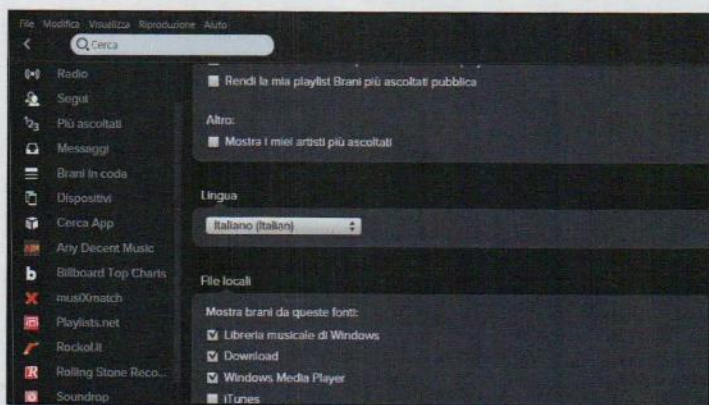 File Modifica Visualizza Riproduzione Aiuto
Cerca
Radio
Segui
Più ascoltati
Messaggi
Brani in coda
Dispositivi
Cerca App
Any Decent Music
Billboard Top Charts
musiXmatch
Playlists.net
Rockol.it
Rolling Stone Reco...
Soundrop
Rendi la mia playlist Brani più ascoltati pubblica
Altro:
Mostra i miei artisti più ascoltati
Lingua
Italiano (Italian)
File locali
Mostra brani da queste fonti:
Libreria musicale di Windows
Download
Windows Media Player
iTunes